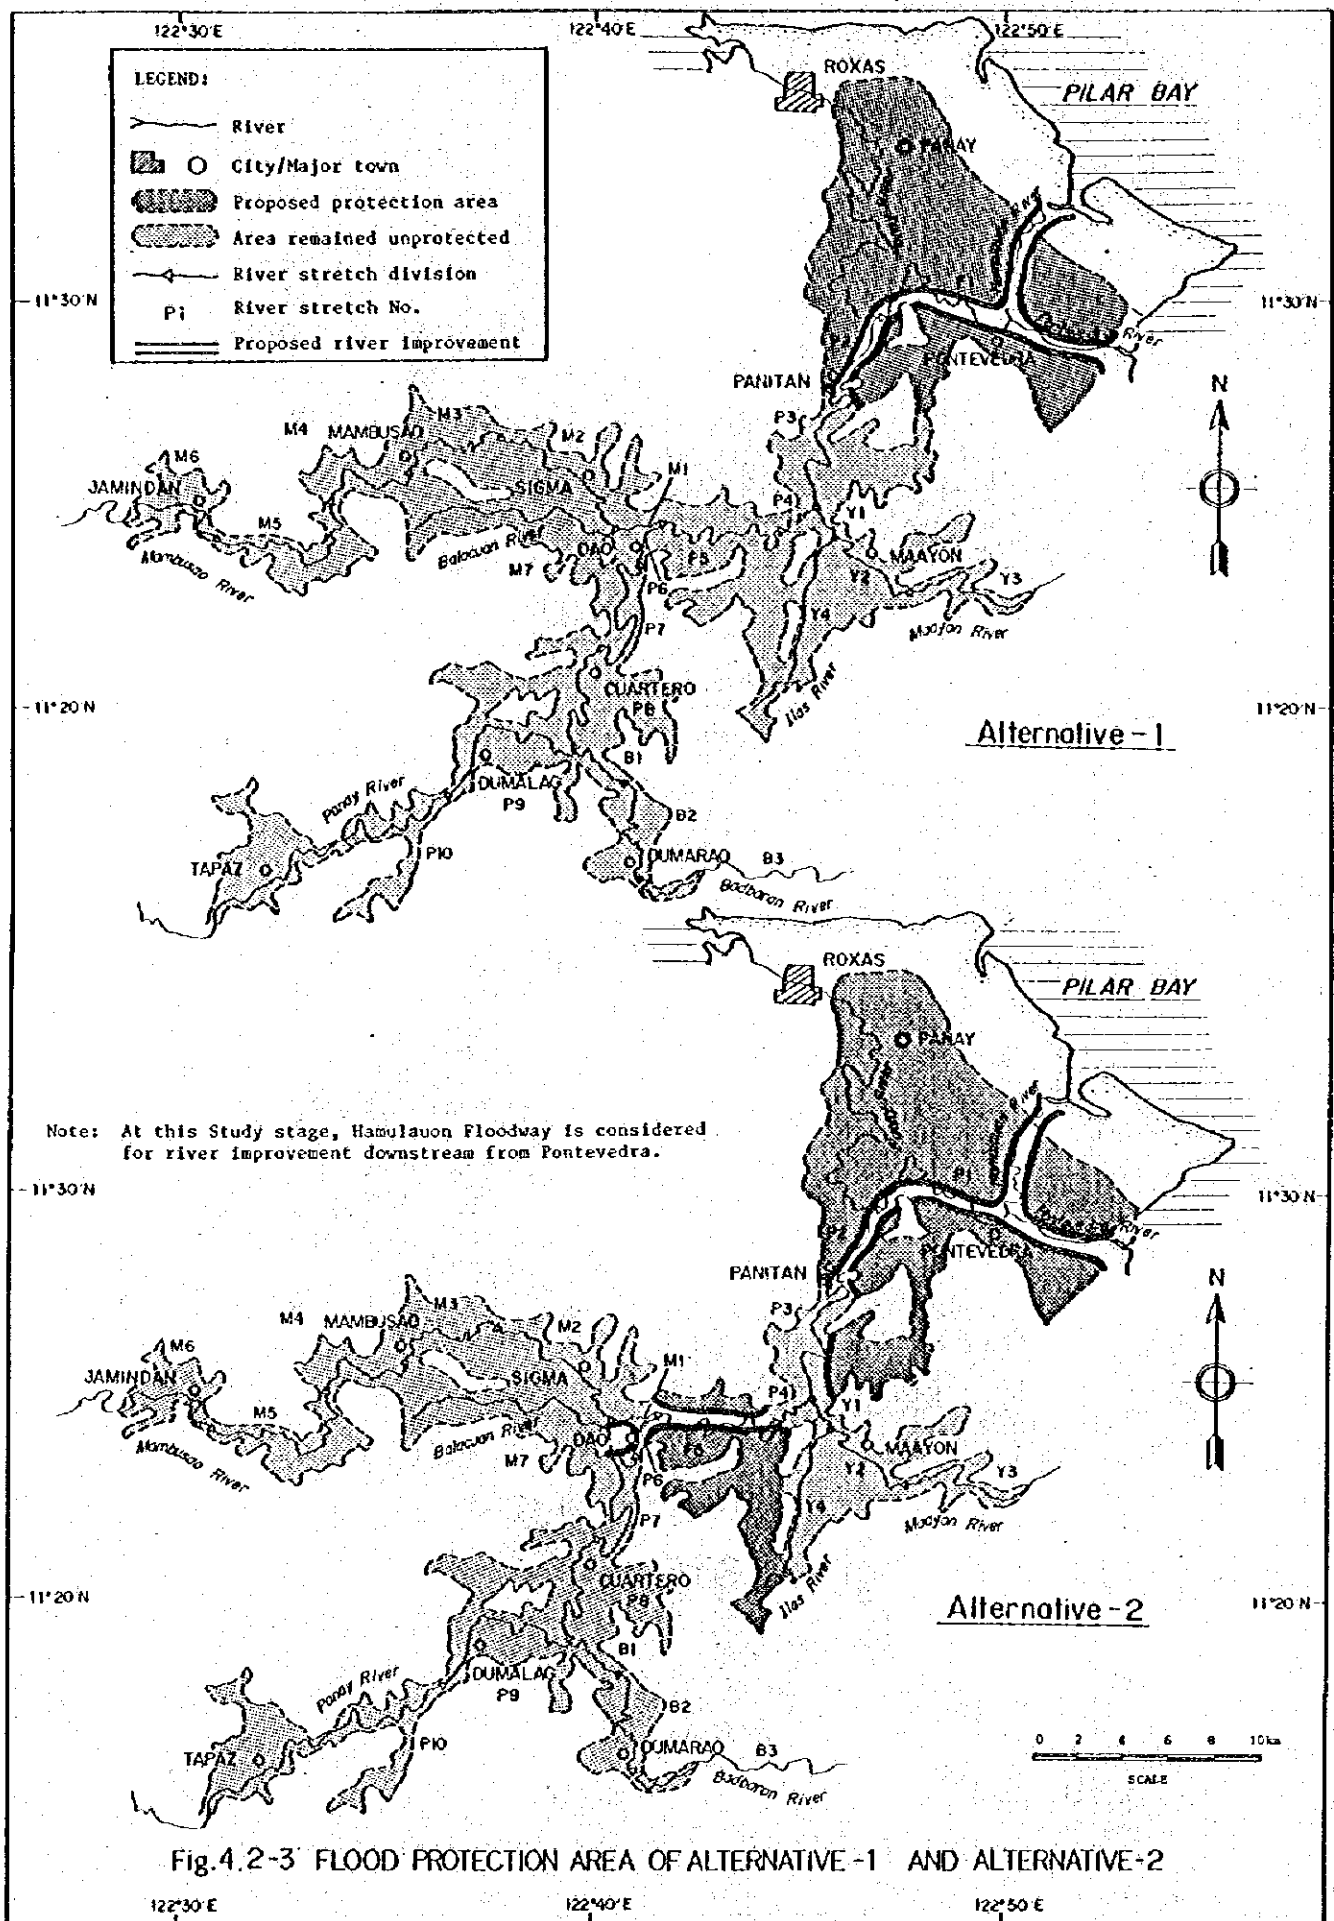 122°30'E 122°40'E 122°50'E
LEGEND:
River
City/Major town
Proposed protection area
Area remained unprotected
River stretch division
Pi River stretch No.
Proposed river improvement
ROXAS
PILAR BAY
PANAY
11°30'N 11°30'N
River
P2
PONTEVEDRA
PANITAN
N
P3
M3
M4 MAMBUSAO
M2
M6
M1
JAMINDAN
SIGMA
P4
Y1
M5
Balacuan River
DAO
P5
MAAYON
Mambusao River
M7
P6
Y2
Y3
P7
Y4
Maayon River
CUARTERO
P8
Ilas River
11°20'N 11°20'N
Alternative-1
B1
Panay River
DUMALAG
P9
B2
P10
TAPAZ
DUMARAO
B3
Badbaran River
ROXAS
PILAR BAY
PANAY
Note: At this Study stage, Hamulauon Floodway is considered
for river improvement downstream from Pontevedra.
River
P1
11°30'N 11°30'N
River
P2
PONTEVEDRA
PANITAN
N
P3
M3
M4 MAMBUSAO
M2
M6
M1
JAMINDAN
SIGMA
P4
Y1
M5
Balacuan River
DAO
P5
MAAYON
Mambusao River
M7
P6
Y2
Y3
P7
Y4
Maayon River
CUARTERO
P8
Ilas River
11°20'N 11°20'N
Alternative-2
B1
Panay River
DUMALAG
P9
B2
P10
TAPAZ
DUMARAO
B3
Badbaran River
0 2 4 6 8 10km
SCALE
Fig.4.2-3 FLOOD PROTECTION AREA OF ALTERNATIVE-1 AND ALTERNATIVE-2
122°30'E 122°40'E 122°50'E